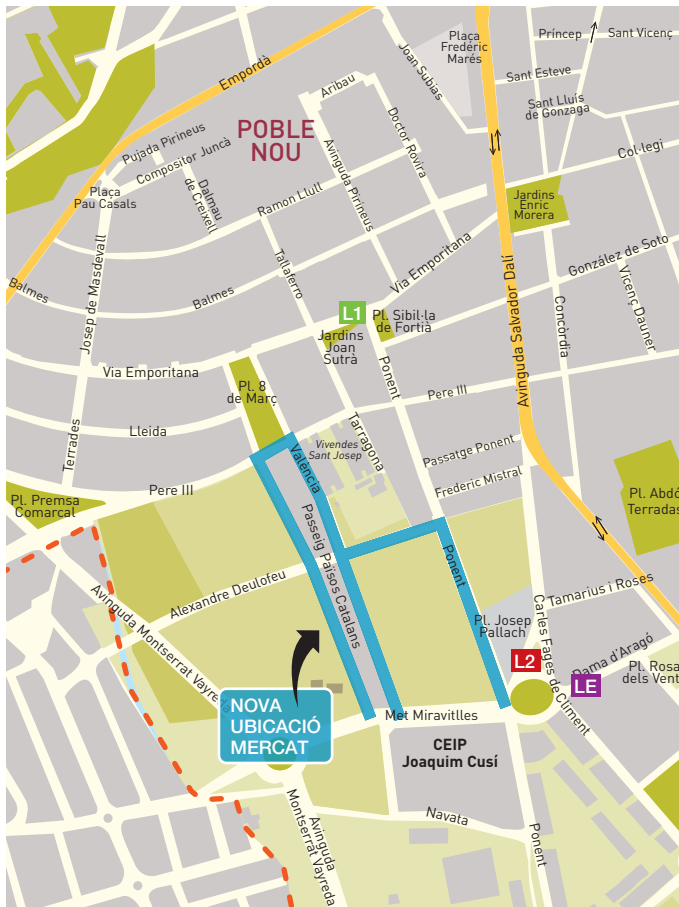 Plaça
Frederic
Marés
Príncep
Sant Vicenç
Joan Subias
Empordà
Sant Esteve
Aribau
Sant Lluís
de Gonzaga
POBLE
NOU
Doctor Rovira
Pujada Pirineus
Compositor Juncà
Avinguda Pirineus
Col·legi
Plaça
Pau Casals
Dalmau
de Creixell
Ramon Llull
Jardins
Enric
Morera
Josep de Masdevall
Tallaferro
Via Emporitana
González de Soto
Balmes
Balmes
Avinguda Salvador Dalí
Concòrdia
Vicenç Dauner
L1
Pl. Sibil·la
de Fortià
Jardins
Joan
Sutrà
Via Emporitana
Ponent
Pl. 8
de Març
Pere III
Lleida
Terrades
Tarragona
Vivendes
Sant Josep
València
Passatge Ponent
Frederic Mistral
Pere III
Pl. Premsa
Comarcal
Pl. Abdó
Terradas
Passeig Països Catalans
Ponent
Alexandre Deulofeu
Tamarius i Roses
Avinguda Montserrat Vayreda
Carles Fages de Climent
Pl. Josep
Pallach
Dama d'Aragó
L2
LE
Pl. Rosa
dels Vent
NOVA
UBICACIÓ
MERCAT
Met Miravitlles
CEIP
Joaquim Cusí
Navata
Avinguda
Montserrat Vayreda
Ponent